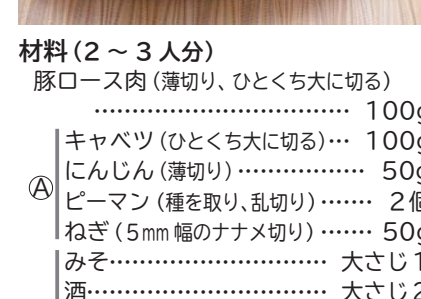 材料(2〜3人分)
豚ロース肉(薄切り、ひとくち大に切る)
………………………… 100g
キャベツ(ひとくち大に切る)… 100g
にんじん(薄切り)…………… 50g
Ⓐ
ピーマン(種を取り、乱切り)…… 2個
ねぎ(5mm幅のナナメ切り)…… 50g
みそ……………………… 大さじ1
酒………………………… 大さじ2